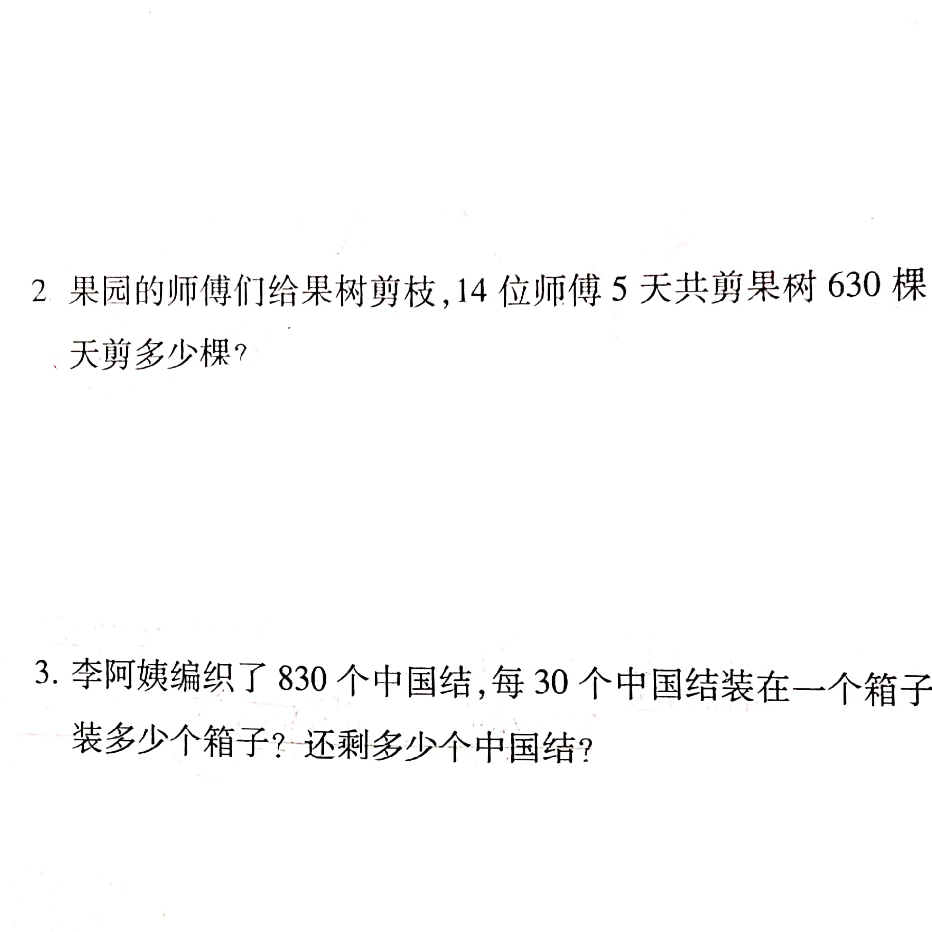 2 果园的师傅们给果树剪枝,14 位师傅 5 天共剪果树 630 棵
天剪多少棵?
3. 李阿姨编织了 830 个中国结,每 30 个中国结装在一个箱子
装多少个箱子?还剩多少个中国结?